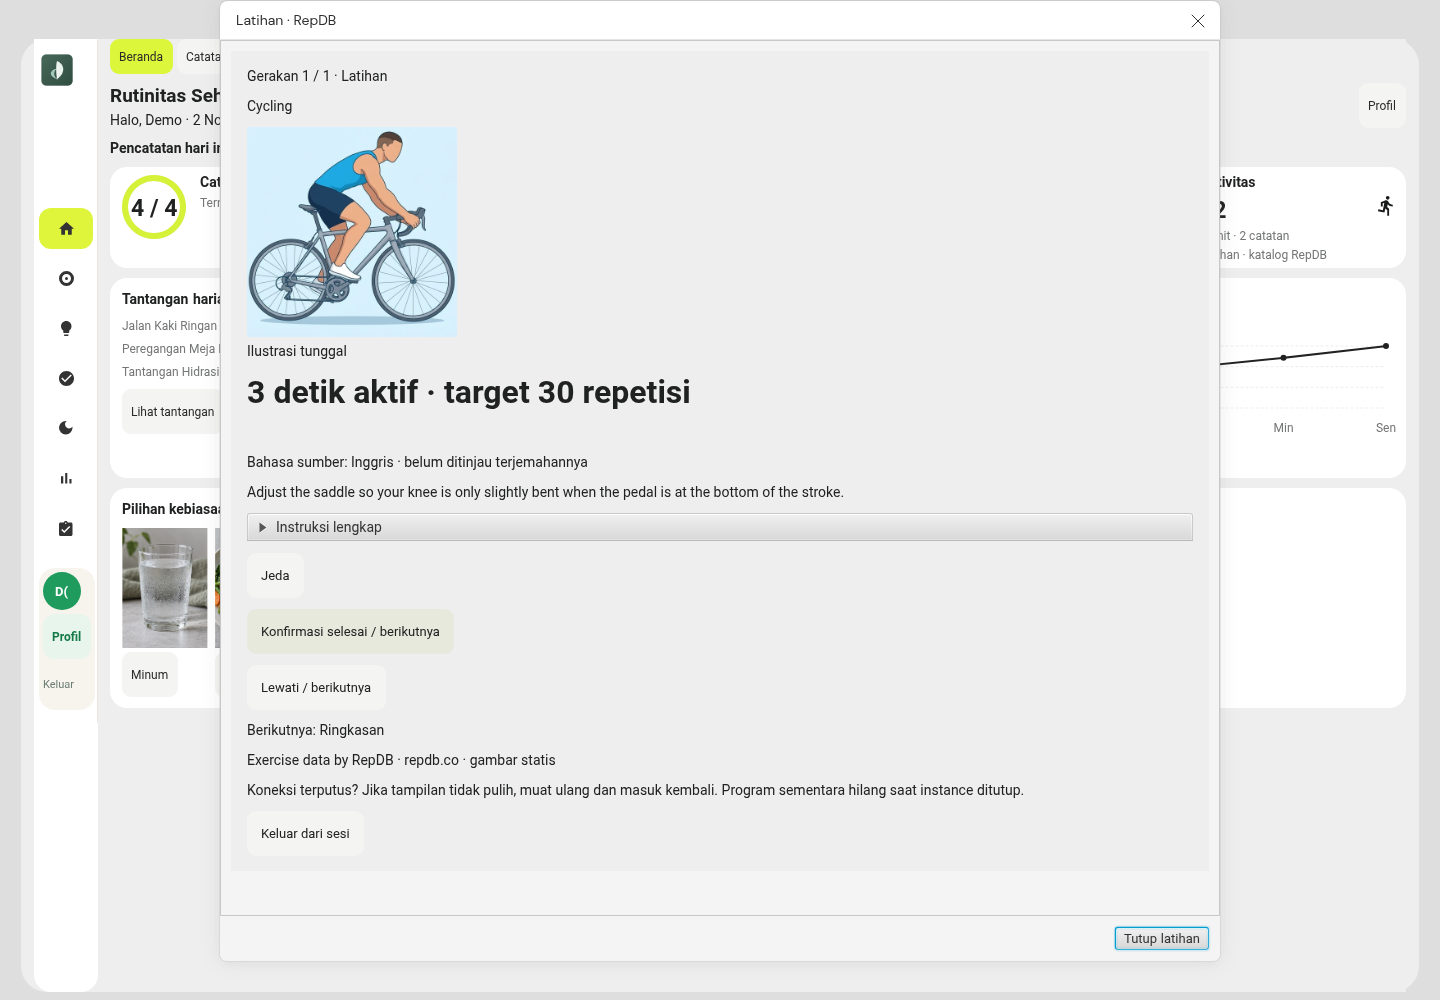 Latihan · RepDB
Beranda
Rutinitas
Halo, Demo · 2
Pencatatan hari
Profil
4 / 4
Tantangan
Jalan Kaki Ringan
Peregangan Meja
Tantangan Hidrasi
Lihat tantangan
Pilihan
Minum
D(
Profil
Keluar
Gerakan 1 / 1 · Latihan
Cycling
Ilustrasi tunggal
3 detik aktif · target 30 repetisi
Bahasa sumber: Inggris · belum ditinjau terjemahannya
Adjust the saddle so your knee is only slightly bent when the pedal is at the bottom of the stroke.
Instruksi lengkap
Jeda
Konfirmasi selesai / berikutnya
Lewati / berikutnya
Berikutnya: Ringkasan
Exercise data by RepDB · repdb.co · gambar statis
Koneksi terputus? Jika tampilan tidak pulih, muat ulang dan masuk kembali. Program sementara hilang saat instance ditutup.
Keluar dari sesi
Tutup latihan
· 2 catatan
· katalog RepDB
Min
Sen